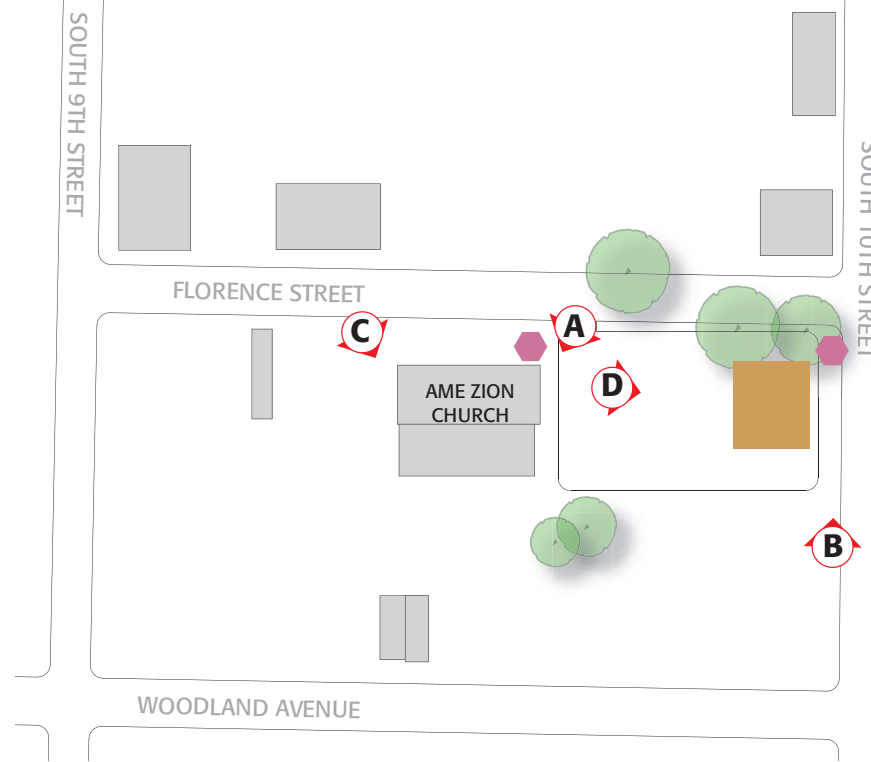 SOUTH 9TH STREET
SOUTH 10TH STREET
FLORENCE STREET
C
A
D
AME ZION
CHURCH
B
WOODLAND AVENUE